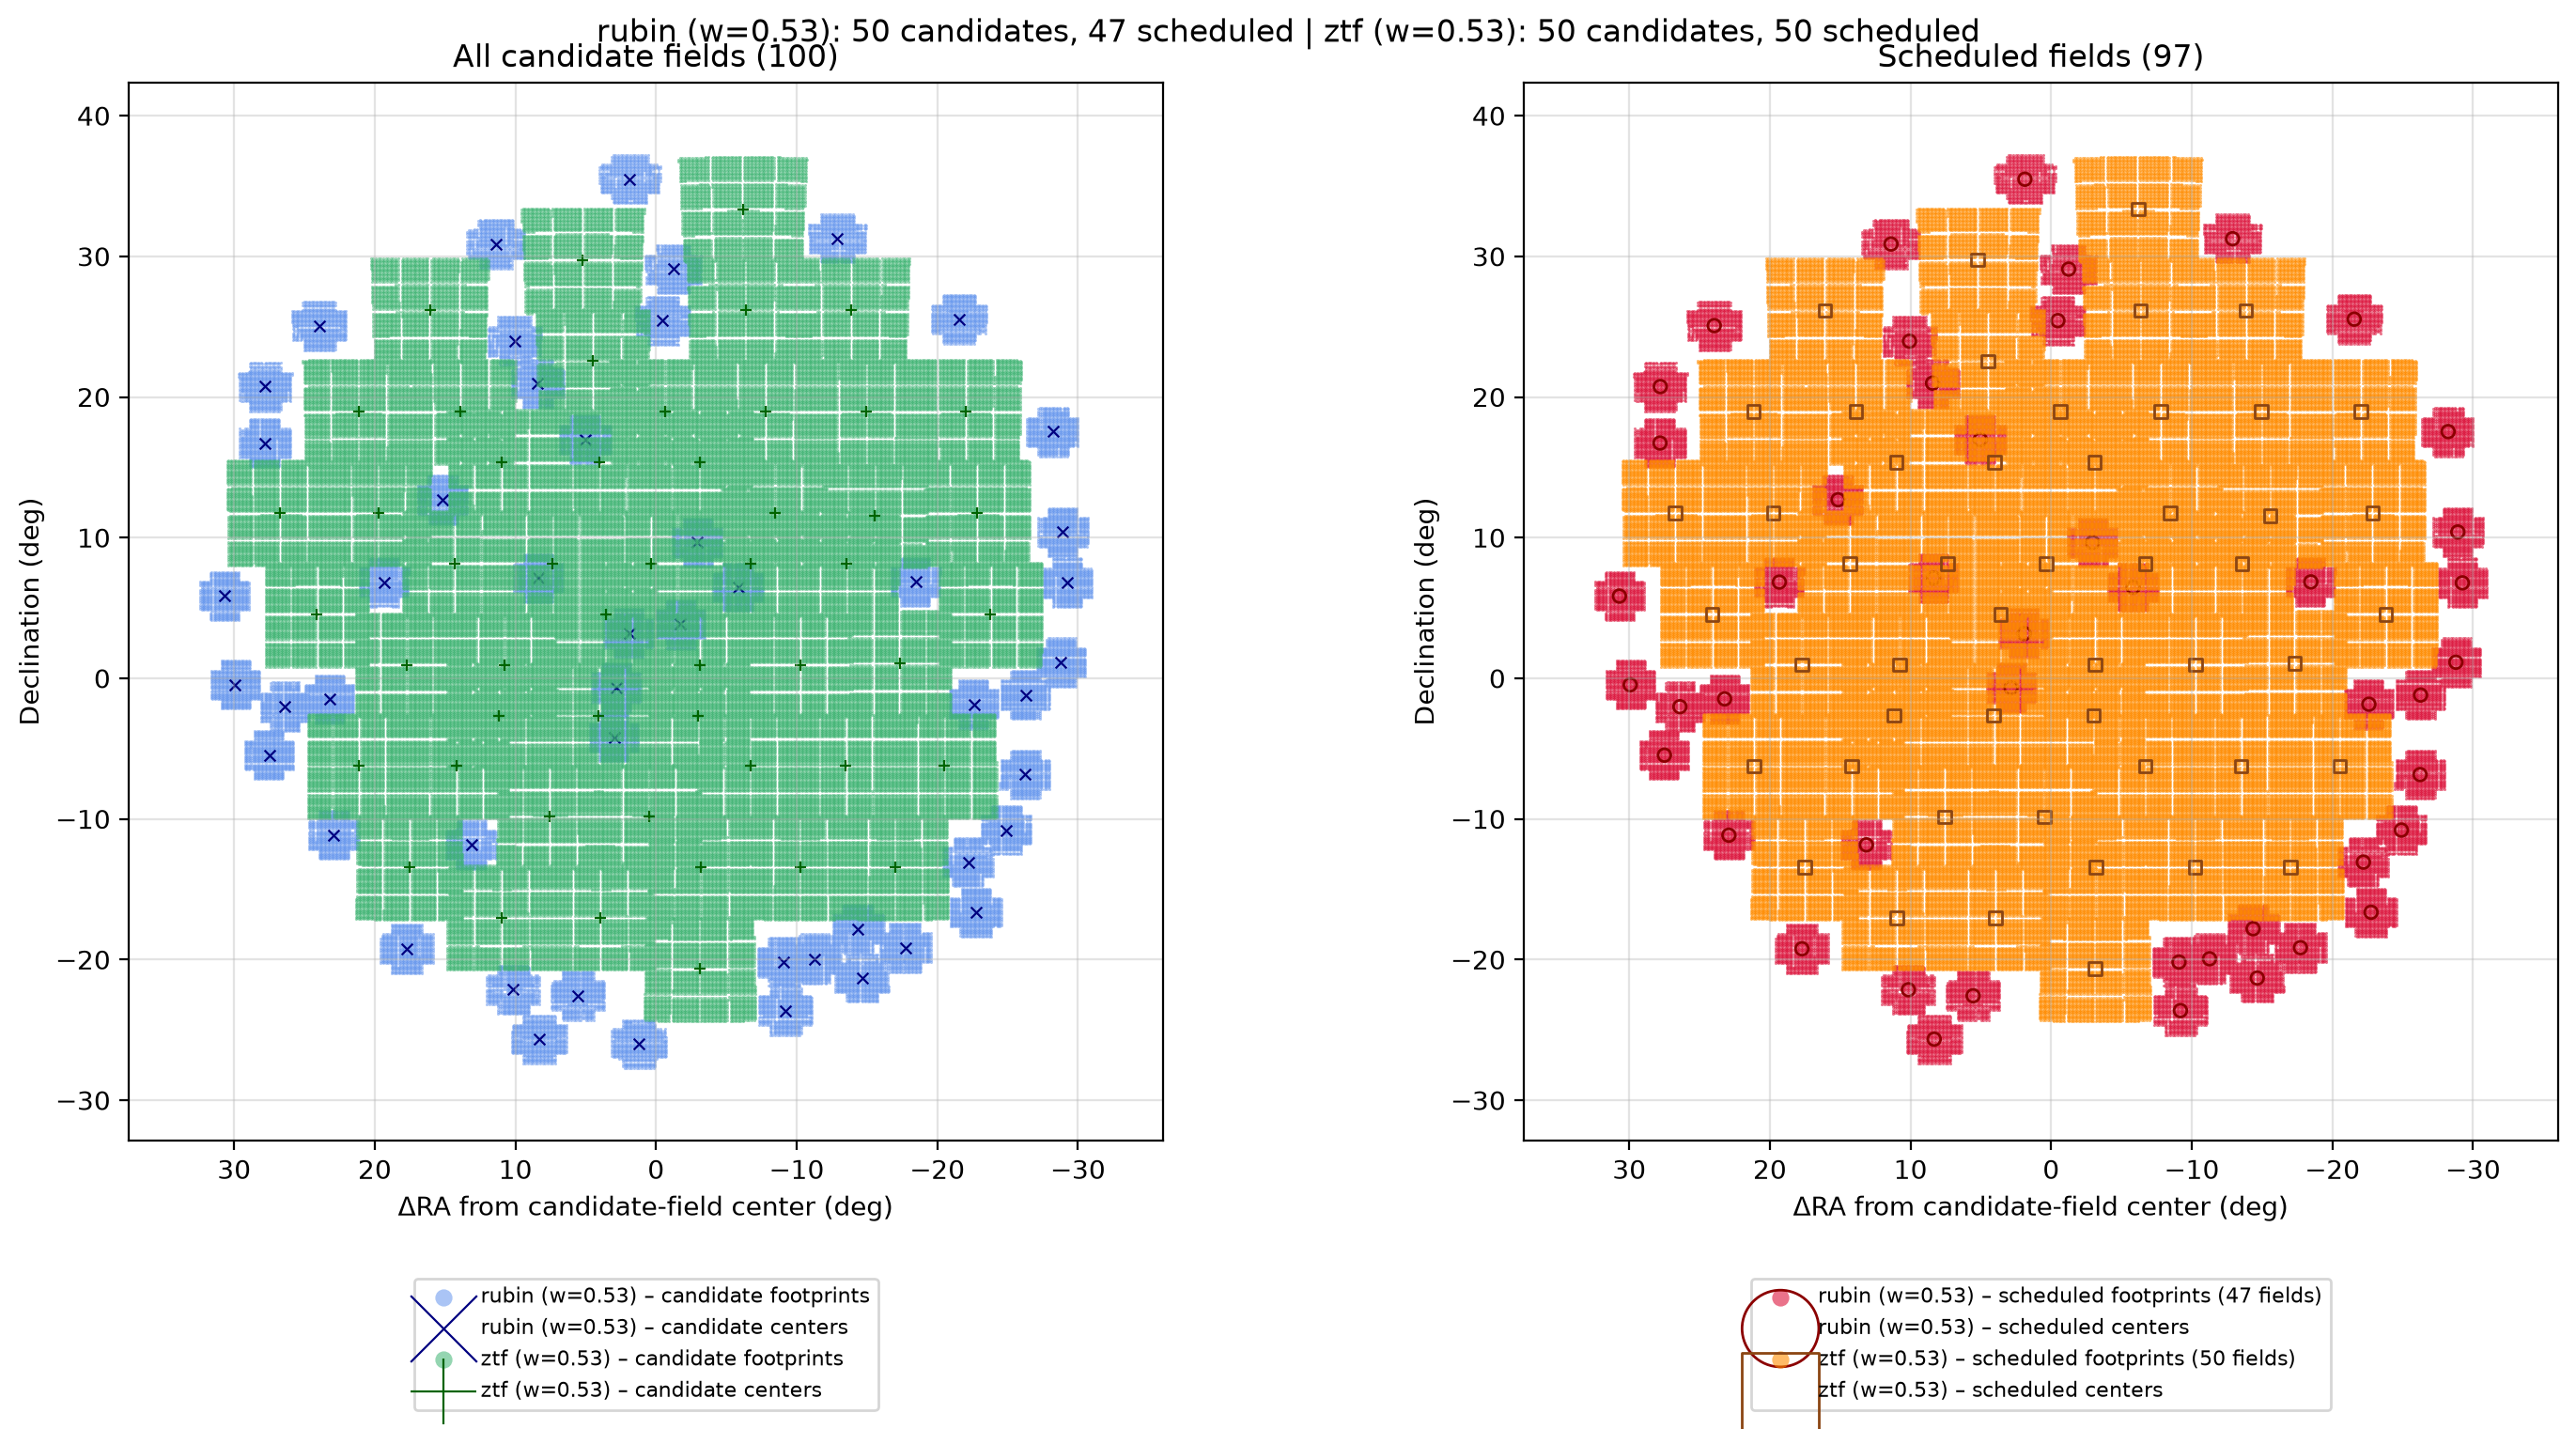 rubin (w=0.53): 50 candidates, 47 scheduled | ztf (w=0.53): 50 candidates, 50 scheduled
All candidate fields (100)
40
30
20
10
0
−10
−20
−30
Declination (deg)
30 20 10 0 −10 −20 −30
ΔRA from candidate-field center (deg)
rubin (w=0.53) – candidate footprints
rubin (w=0.53) – candidate centers
ztf (w=0.53) – candidate footprints
ztf (w=0.53) – candidate centers
Scheduled fields (97)
40
30
20
10
0
−10
−20
−30
Declination (deg)
30 20 10 0 −10 −20 −30
ΔRA from candidate-field center (deg)
rubin (w=0.53) – scheduled footprints (47 fields)
rubin (w=0.53) – scheduled centers
ztf (w=0.53) – scheduled footprints (50 fields)
ztf (w=0.53) – scheduled centers